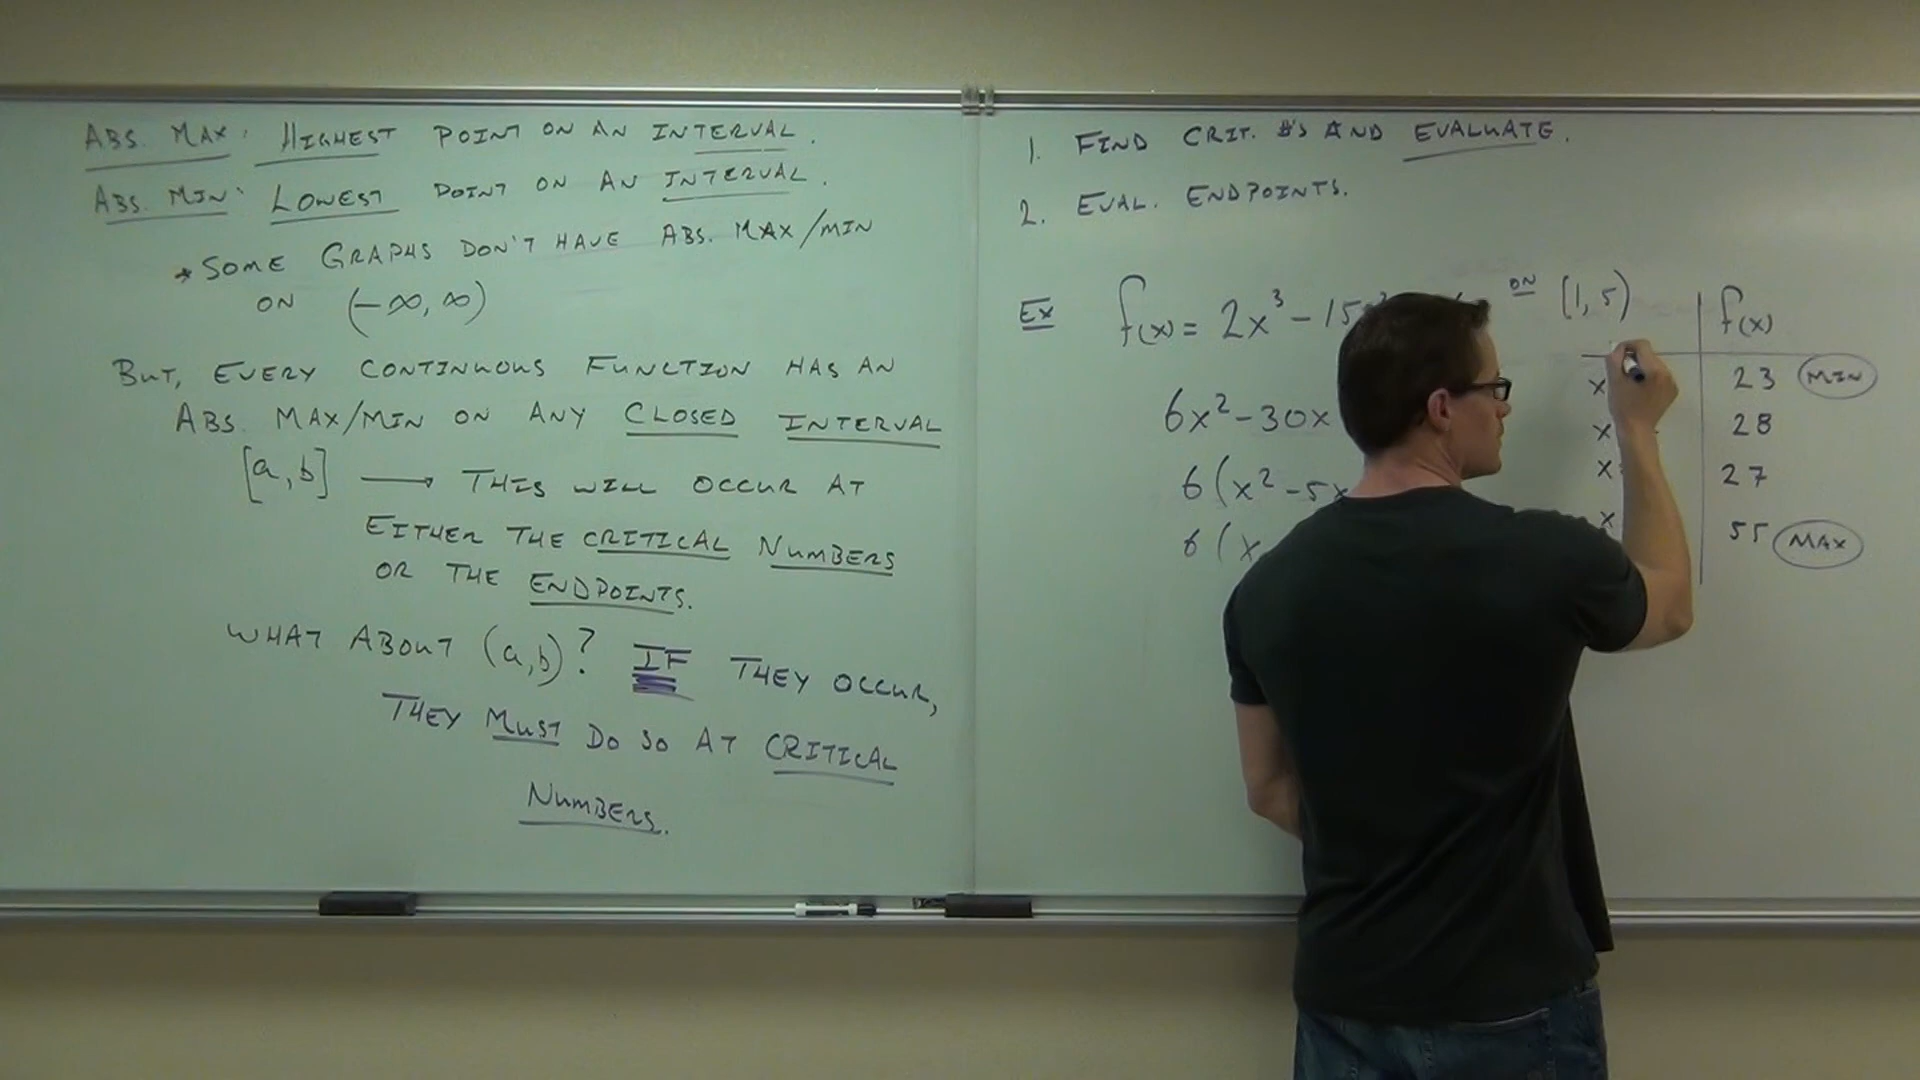 ABS. MAX: HIGHEST POINT ON AN INTERVAL.
ABS. MIN: LOWEST POINT ON AN INTERVAL.
* SOME GRAPHS DON'T HAVE ABS. MAX/MIN
ON (-∞, ∞)
BUT, EVERY CONTINUOUS FUNCTION HAS AN
ABS. MAX/MIN ON ANY CLOSED INTERVAL
[a, b] → THIS WILL OCCUR AT
EITHER THE CRITICAL NUMBERS
OR THE ENDPOINTS.
WHAT ABOUT (a, b)? IF THEY OCCUR,
THEY MUST DO SO AT CRITICAL
NUMBERS.
1. FIND CRIT. #'S AND EVALUATE.
2. EVAL. ENDPOINTS.
Ex f(x) = 2x³ - 15 ON [1, 5)
f(x)
6x² - 30x
6(x² - 5x
6(x
x 23 MIN
x 28
x 27
x 55 MAX